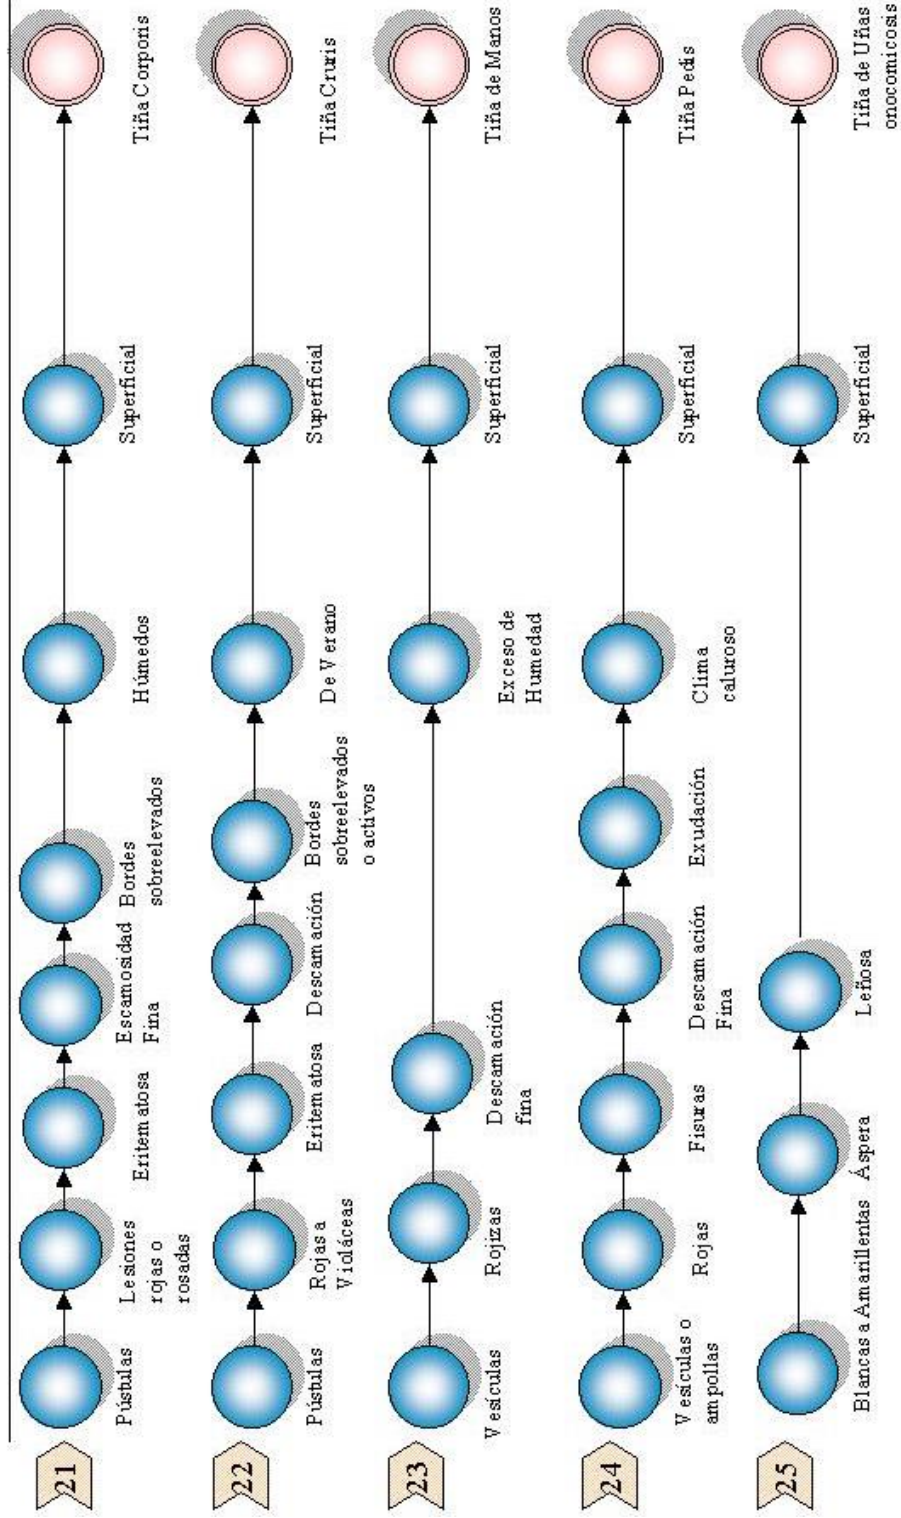 21
Pústulas
Lesiones
rojas o
rosadas
Eritematosa
Escamosidad
Fina
Bordes
sobreelevados
Húmedos
Superficial
Tiña Corporis
22
Pústulas
Rojas a
Violáceas
Eritematosa
Descamación
Bordes
sobreelevados
o activos
De Verano
Superficial
Tiña Cruris
23
Vesículas
Rojizas
Descamación
fina
Exceso de
Humedad
Superficial
Tiña de Manos
24
Vesículas o
ampollas
Rojas
Fisuras
Descamación
Fina
Exudación
Clima
caluroso
Superficial
Tiña Pedis
25
Blancas a Amarillentas
Áspera
Leñosa
Superficial
Tiña de Uñas
onocomicosis